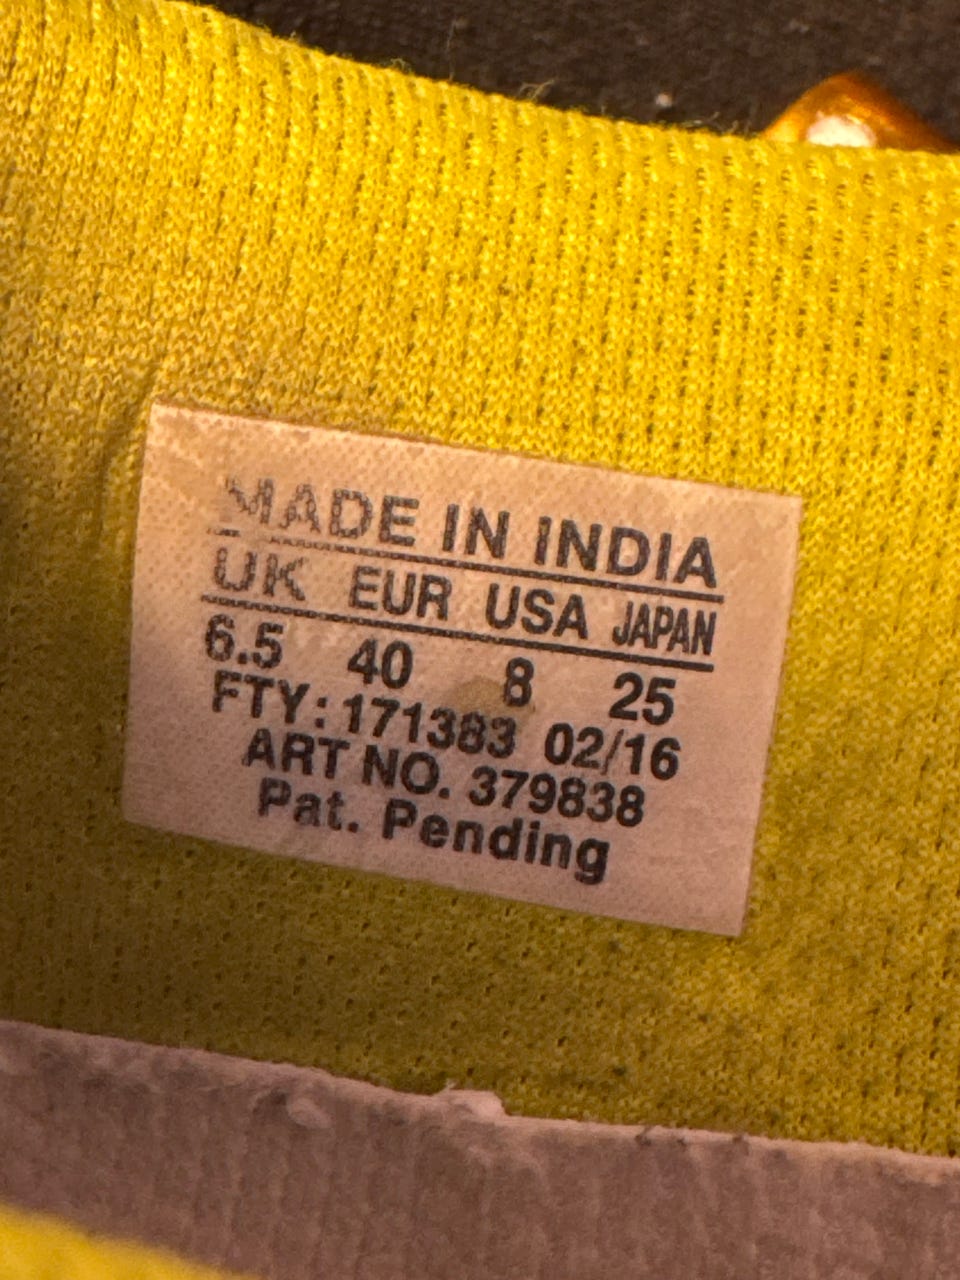 MADE IN INDIA
UK EUR USA JAPAN
6.5 40 8 25
FTY: 171383 02/16
ART NO. 379838
Pat. Pending